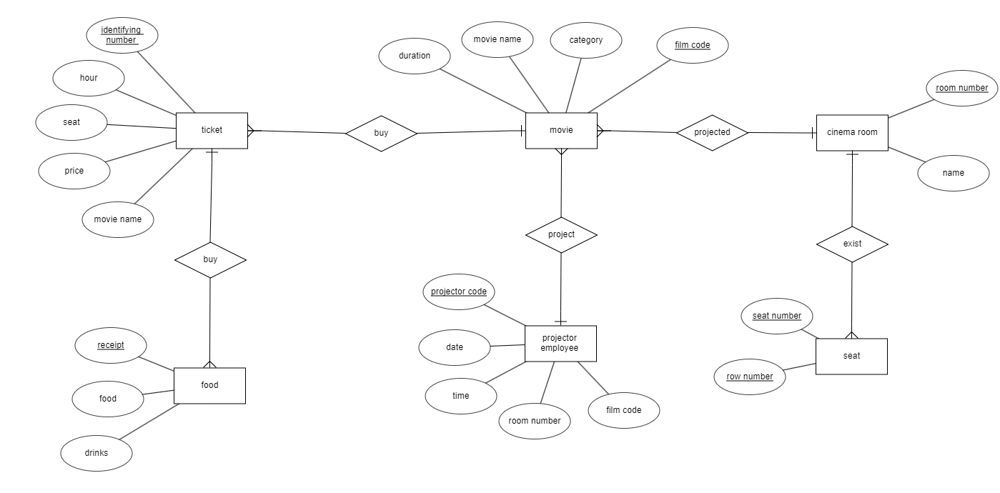 identifying
number
hour
seat
price
movie name
ticket
buy
duration
movie name
category
film code
movie
projected
cinema room
room number
name
buy
project
exist
receipt
food
drinks
food
projector code
date
time
room number
film code
projector
employee
seat number
row number
seat